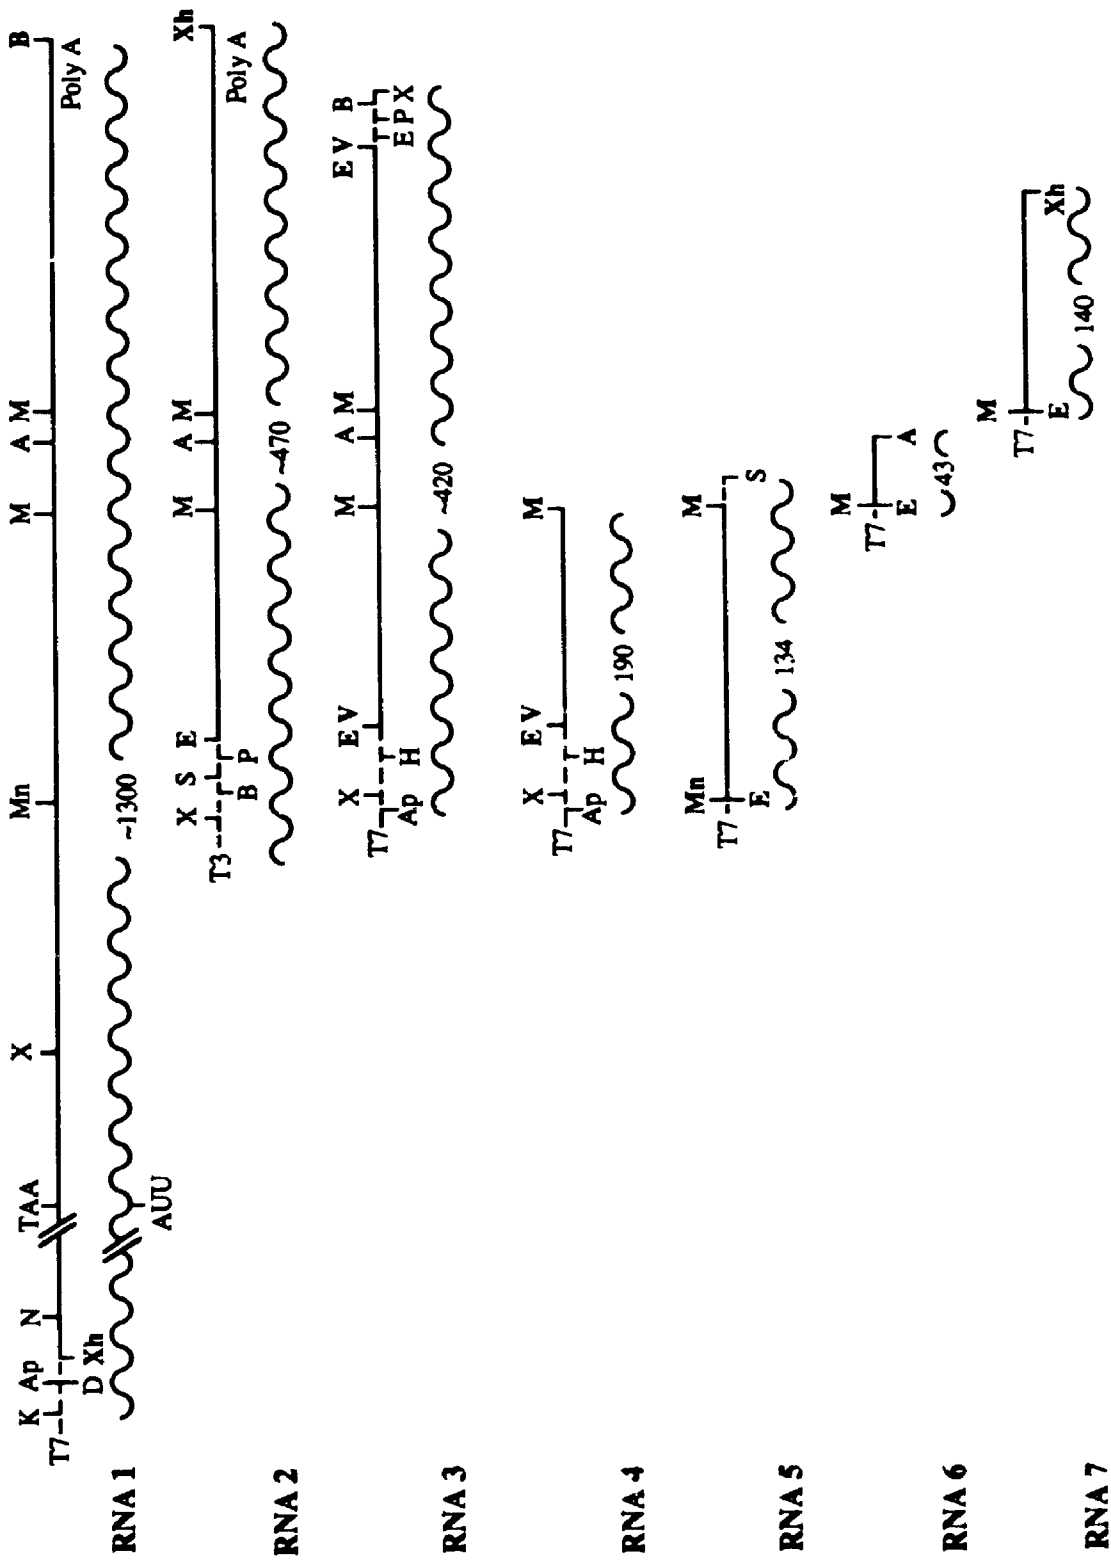 K Ap N TAA X Mn M A M B
T7 D Xh Poly A
RNA 1 ~1300
AUU
X S E M A M Xh
T3 B P Poly A
RNA 2 ~470
X E V M A M E V B
T7 Ap H E P X
RNA 3 ~420
X E V M
T7 Ap H
RNA 4 190
Mn M
T7 E S
RNA 5 134
M
T7 E A
RNA 6 43
M
T7 E Xh
RNA 7 140